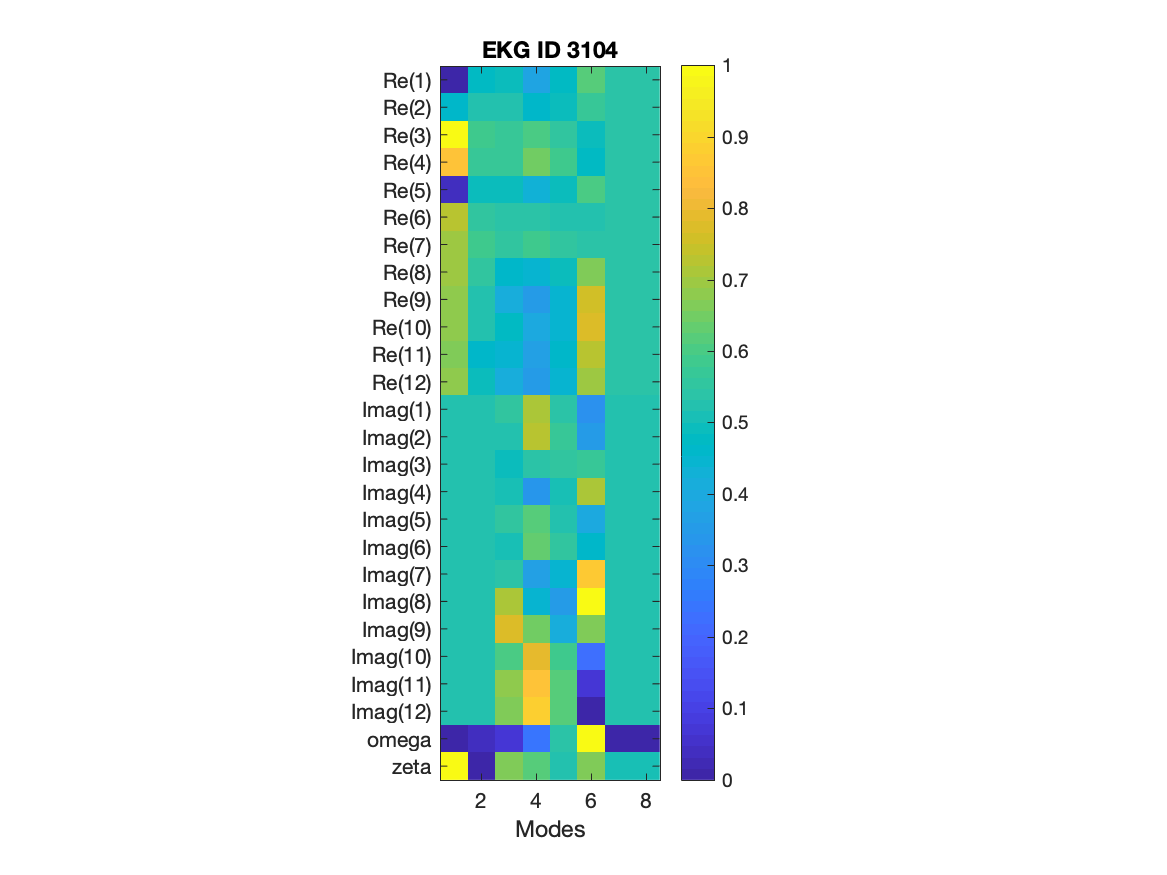 EKG ID 3104
Re(1)
Re(2)
Re(3)
Re(4)
Re(5)
Re(6)
Re(7)
Re(8)
Re(9)
Re(10)
Re(11)
Re(12)
Imag(1)
Imag(2)
Imag(3)
Imag(4)
Imag(5)
Imag(6)
Imag(7)
Imag(8)
Imag(9)
Imag(10)
Imag(11)
Imag(12)
omega
zeta
2 4 6 8
Modes
1
0.9
0.8
0.7
0.6
0.5
0.4
0.3
0.2
0.1
0